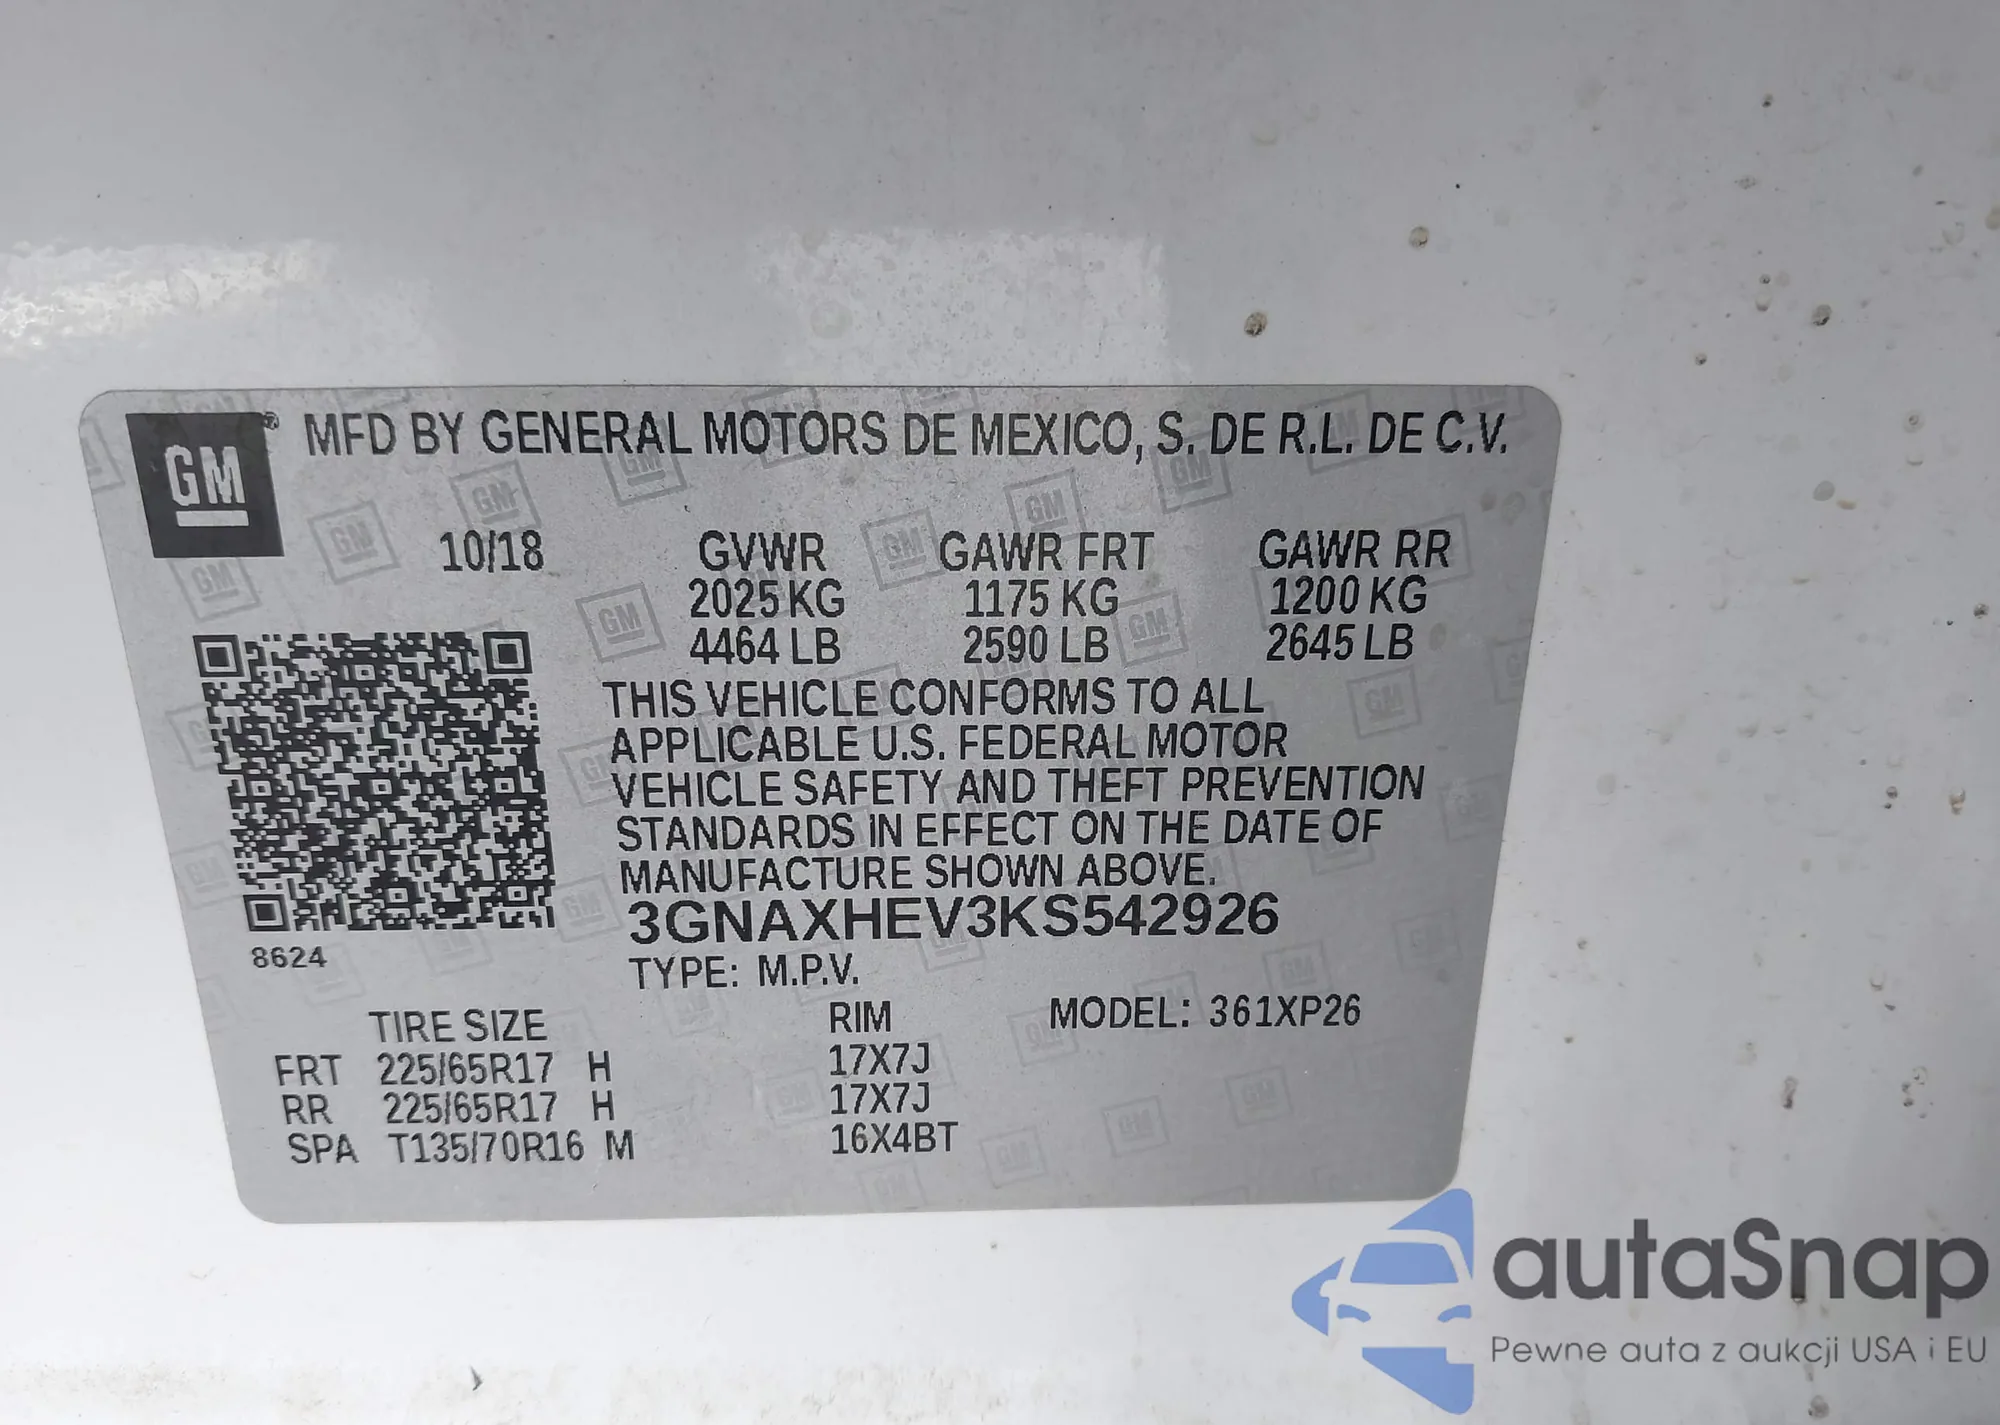 GM® MFD BY GENERAL MOTORS DE MEXICO, S. DE R.L. DE C.V.
10/18 GVWR GAWR FRT GAWR RR
2025 KG 1175 KG 1200 KG
4464 LB 2590 LB 2645 LB
THIS VEHICLE CONFORMS TO ALL
APPLICABLE U.S. FEDERAL MOTOR
VEHICLE SAFETY AND THEFT PREVENTION
STANDARDS IN EFFECT ON THE DATE OF
MANUFACTURE SHOWN ABOVE.
3GNAXHEV3KS542926
8624
TYPE: M.P.V.
TIRE SIZE RIM MODEL: 361XP26
FRT 225/65R17 H 17X7J
RR 225/65R17 H 17X7J
SPA T135/70R16 M 16X4BT
autaSnap
Pewne auta z aukcji USA i EU